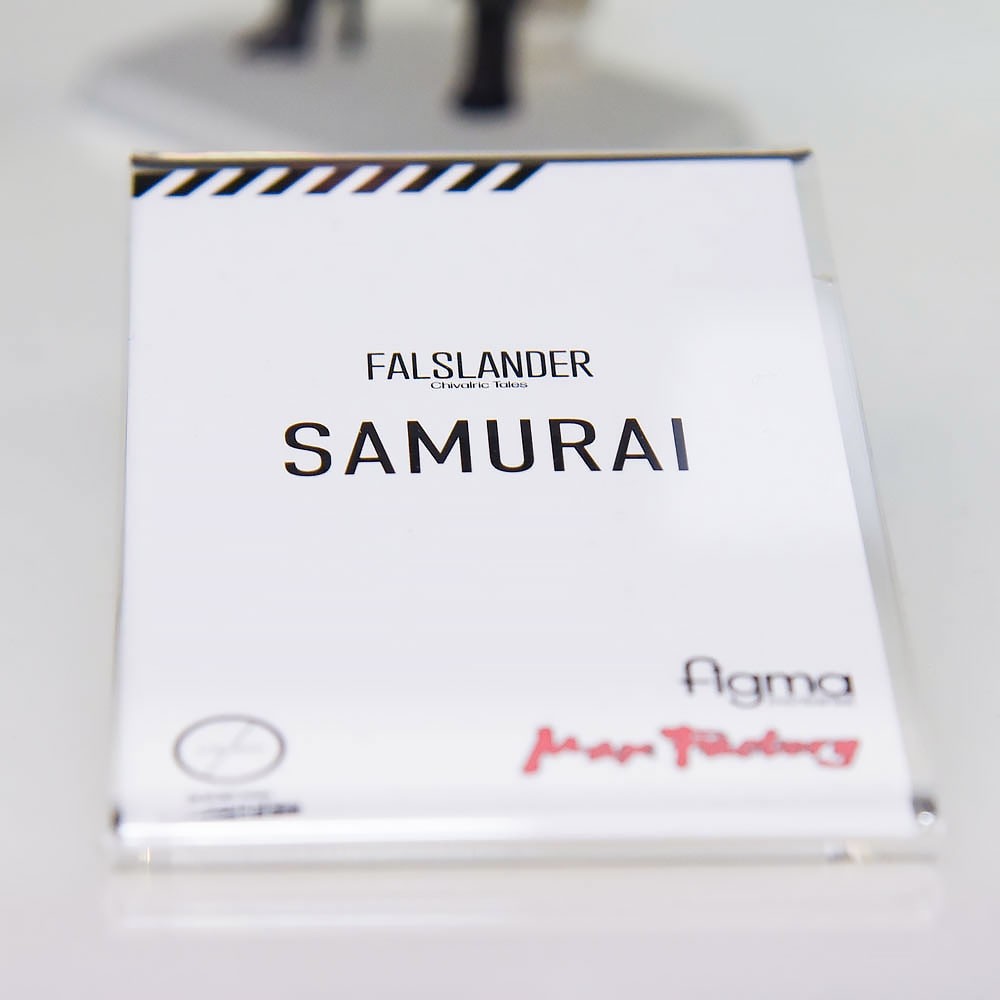 FALSLANDER
Chivalric Tales
SAMURAI
figma
Max Factory